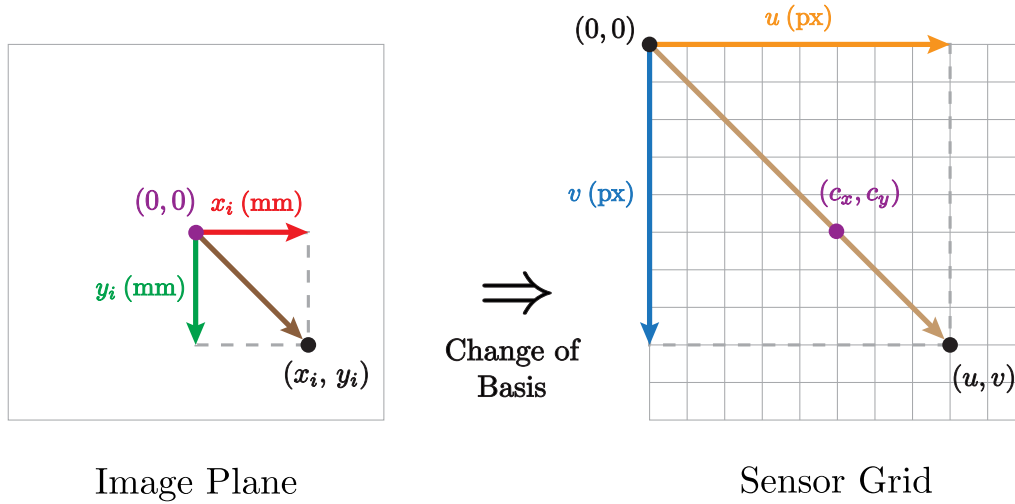 (0, 0)
u (px)
(0, 0)
x_i (mm)
v (px)
(c_x, c_y)
y_i (mm)
⇒
(x_i, y_i)
Change of
Basis
(u, v)
Image Plane
Sensor Grid